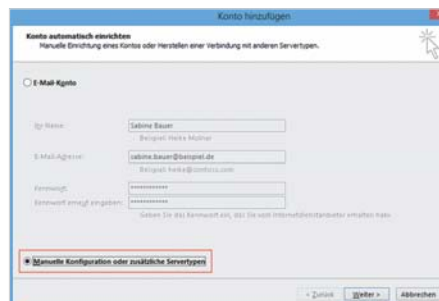 Konto hinzufügen
Konto automatisch einrichten
Manuelle Einrichtung eines Kontos oder Herstellen einer Verbindung mit anderen Servertypen.
E-Mail-Konto
Ihr Name:
Sabine Bauer
Beispiel: Heike Molnar
E-Mail-Adresse:
sabine.bauer@beispiel.de
Beispiel: heike@contoso.com
Kennwort:
************
Kennwort erneut eingeben:
************
Geben Sie das Kennwort ein, das Sie vom Internetdienstanbieter erhalten haben.
Manuelle Konfiguration oder zusätzliche Servertypen
< Zurück Weiter > Abbrechen